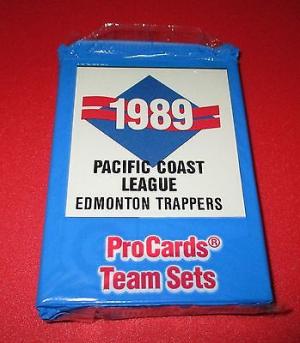 1989
PACIFIC COAST
LEAGUE
EDMONTON TRAPPERS
ProCards®
Team Sets